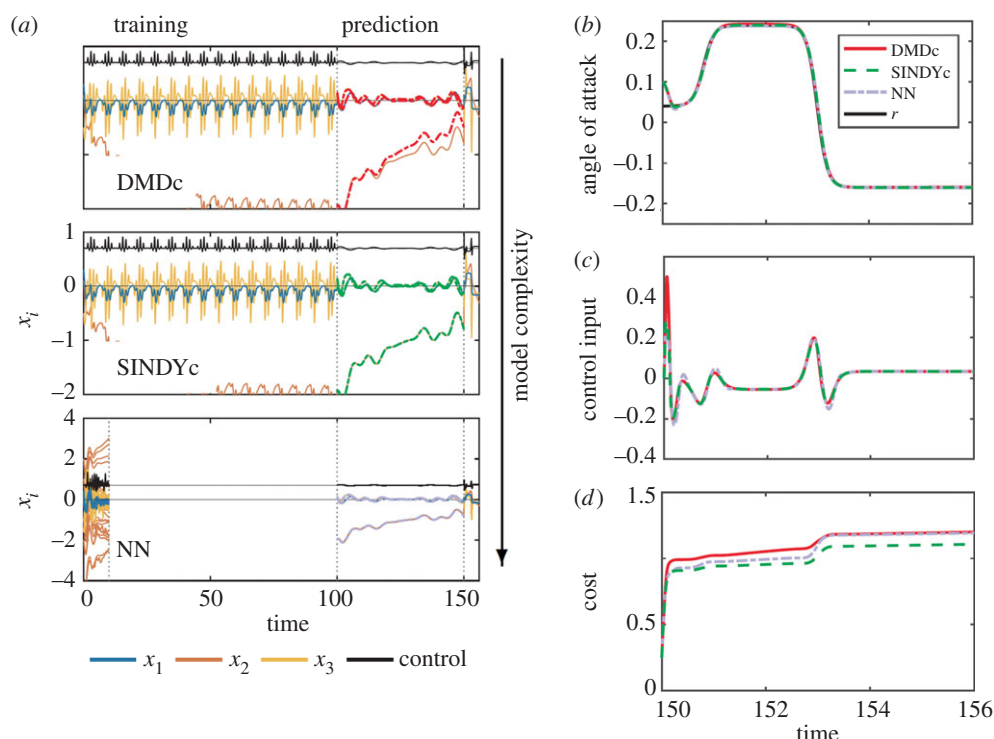 (a)
training
prediction
DMDc
1
0
−1
−2
x_i
SINDYc
4
2
0
−2
−4
x_i
NN
0
50
100
150
time
model complexity
x_1
x_2
x_3
control
(b)
0.2
0.1
0
−0.1
−0.2
angle of attack
DMDc
SINDYc
NN
r
(c)
0.4
0.2
0
−0.2
0.4
control input
(d)
1.5
1.0
0.5
0
cost
150
152
154
156
time